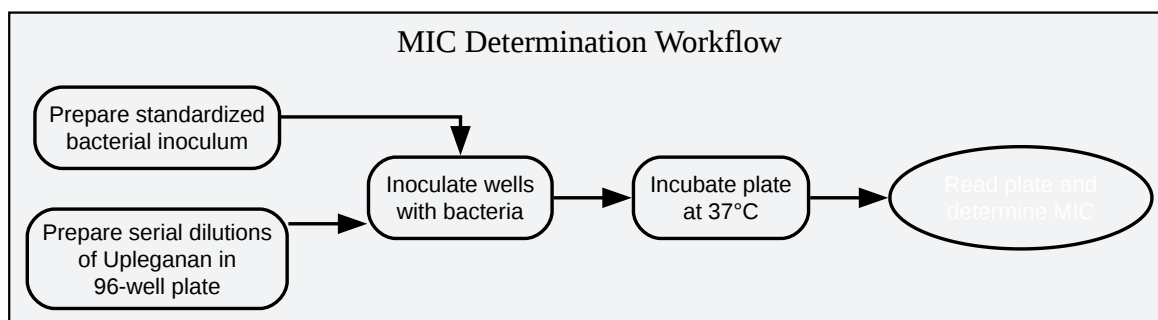 MIC Determination Workflow
Prepare standardized
bacterial inoculum
Prepare serial dilutions
of Upleganan in
96-well plate
Inoculate wells
with bacteria
Incubate plate
at 37°C
Read plate and
determine MIC